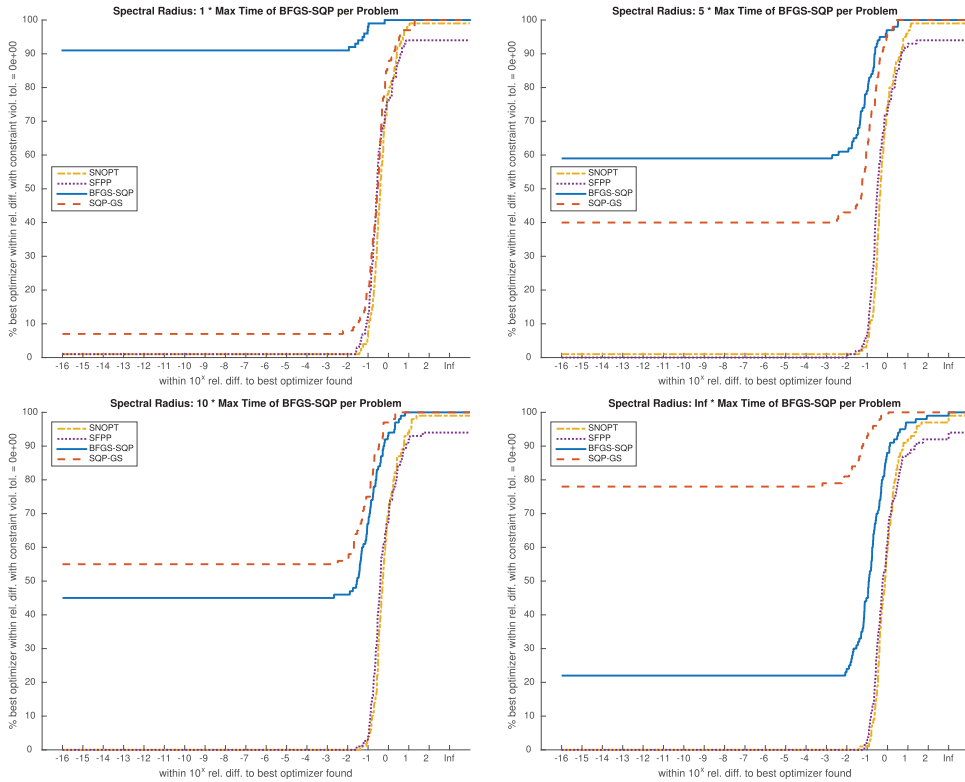 Spectral Radius: 1 * Max Time of BFGS-SQP per Problem
% best optimizer within rel. diff. with constraint viol. tol. = 0e+00
100
90
80
70
60
50
40
30
20
10
0
SNOPT
SFPP
BFGS-SQP
SQP-GS
-16 -15 -14 -13 -12 -11 -10 -9 -8 -7 -6 -5 -4 -3 -2 -1 0 1 2 Inf
within 10^x rel. diff. to best optimizer found
Spectral Radius: 5 * Max Time of BFGS-SQP per Problem
% best optimizer within rel. diff. with constraint viol. tol. = 0e+00
100
90
80
70
60
50
40
30
20
10
0
SNOPT
SFPP
BFGS-SQP
SQP-GS
-16 -15 -14 -13 -12 -11 -10 -9 -8 -7 -6 -5 -4 -3 -2 -1 0 1 2 Inf
within 10^x rel. diff. to best optimizer found
Spectral Radius: 10 * Max Time of BFGS-SQP per Problem
% best optimizer within rel. diff. with constraint viol. tol. = 0e+00
100
90
80
70
60
50
40
30
20
10
0
SNOPT
SFPP
BFGS-SQP
SQP-GS
-16 -15 -14 -13 -12 -11 -10 -9 -8 -7 -6 -5 -4 -3 -2 -1 0 1 2 Inf
within 10^x rel. diff. to best optimizer found
Spectral Radius: Inf * Max Time of BFGS-SQP per Problem
% best optimizer within rel. diff. with constraint viol. tol. = 0e+00
100
90
80
70
60
50
40
30
20
10
0
SNOPT
SFPP
BFGS-SQP
SQP-GS
-16 -15 -14 -13 -12 -11 -10 -9 -8 -7 -6 -5 -4 -3 -2 -1 0 1 2 Inf
within 10^x rel. diff. to best optimizer found